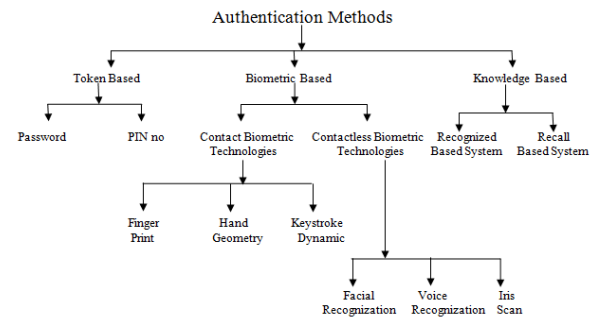 Authentication Methods
Token Based
Biometric Based
Knowledge Based
Password
PIN no
Contact Biometric
Technologies
Contactless Biometric
Technologies
Recognized
Based System
Recall
Based System
Finger
Print
Hand
Geometry
Keystroke
Dynamic
Facial
Recognization
Voice
Recognization
Iris
Scan